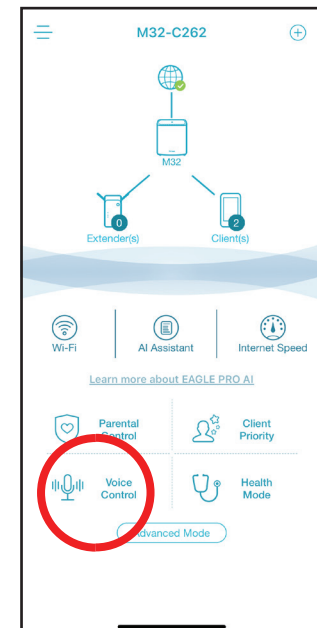 M32-C262
M32
0
2
Extender(s)
Client(s)
Wi-Fi
AI Assistant
Internet Speed
Learn more about EAGLE PRO AI
Parental
Control
Client
Priority
Voice
Control
Health
Mode
Advanced Mode